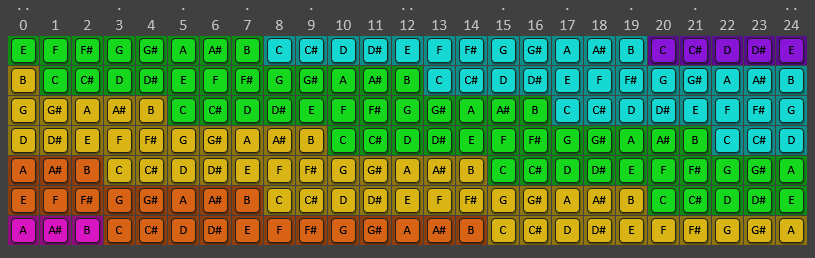 0 1 2 3 4 5 6 7 8 9 10 11 12 13 14 15 16 17 18 19 20 21 22 23 24
E F F# G G# A A# B C C# D D# E F F# G G# A A# B C C# D D# E
B C C# D D# E F F# G G# A A# B C C# D D# E F F# G G# A A# B
G G# A A# B C C# D D# E F F# G G# A A# B C C# D D# E F F# G
D D# E F F# G G# A A# B C C# D D# E F F# G G# A A# B C C# D
A A# B C C# D D# E F F# G G# A A# B C C# D D# E F F# G G# A
E F F# G G# A A# B C C# D D# E F F# G G# A A# B C C# D D# E
A A# B C C# D D# E F F# G G# A A# B C C# D D# E F F# G G# A